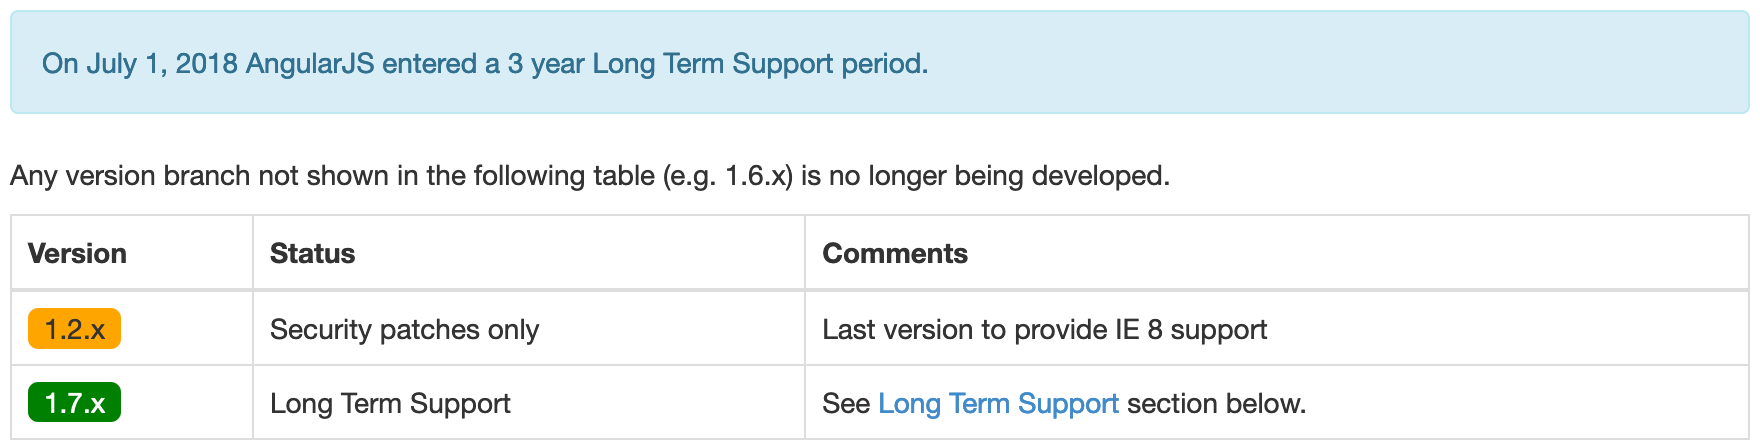 On July 1, 2018 AngularJS entered a 3 year Long Term Support period.
Any version branch not shown in the following table (e.g. 1.6.x) is no longer being developed.
Version Status Comments
1.2.x Security patches only Last version to provide IE 8 support
1.7.x Long Term Support See Long Term Support section below.